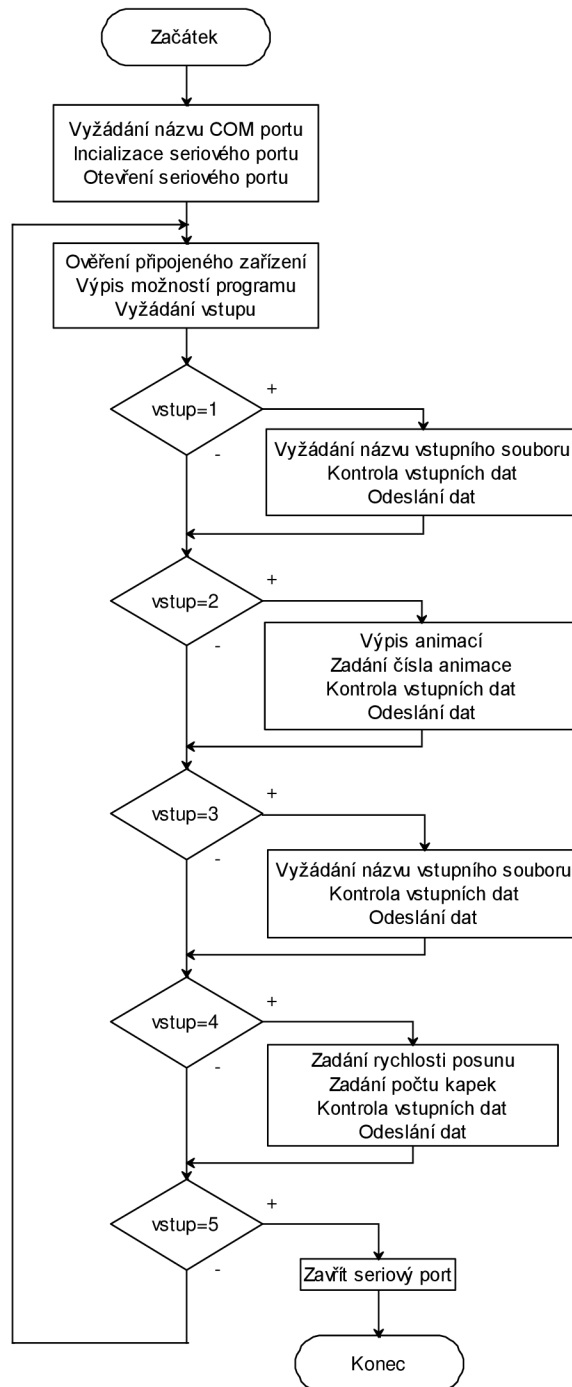 Začátek
Vyžádání názvu COM portu
Incializace seriového portu
Otevření seriového portu
Ověření připojeného zařízení
Výpis možností programu
Vyžádání vstupu
vstup=1
+
-
Vyžádání názvu vstupního souboru
Kontrola vstupních dat
Odeslání dat
vstup=2
+
-
Výpis animací
Zadání čísla animace
Kontrola vstupních dat
Odeslání dat
vstup=3
+
-
Vyžádání názvu vstupního souboru
Kontrola vstupních dat
Odeslání dat
vstup=4
+
-
Zadání rychlosti posunu
Zadání počtu kapek
Kontrola vstupních dat
Odeslání dat
vstup=5
+
-
Zavřít seriový port
Konec